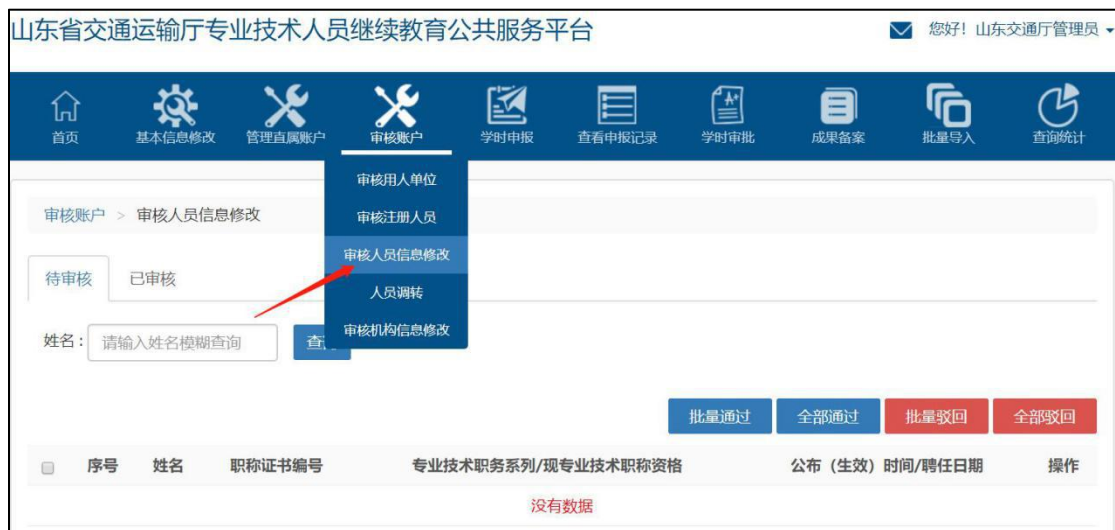 山东省交通运输厅专业技术人员继续教育公共服务平台
您好！山东交通厅管理员
首页 基本信息修改 管理直属账户 审核账户 学时申报 查看申报记录 学时审批 成果备案 批量导入 查询统计
审核用人单位
审核注册人员
审核人员信息修改
人员调转
审核机构信息修改
审核账户 > 审核人员信息修改
待审核 已审核
姓名： 请输入姓名模糊查询 查
批量通过 全部通过 批量驳回 全部驳回
序号 姓名 职称证书编号 专业技术职务系列/现专业技术职称资格 公布（生效）时间/聘任日期 操作
没有数据